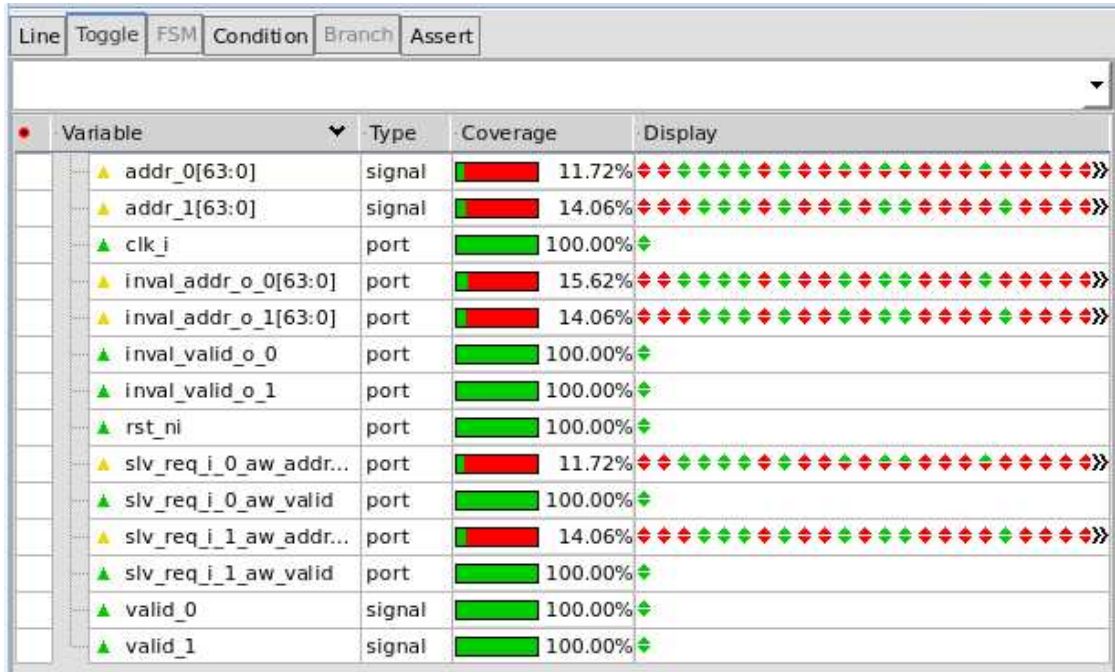 Line Toggle FSM Condition Branch Assert
Variable Type Coverage Display
addr_0[63:0] signal 11.72%
addr_1[63:0] signal 14.06%
clk_i port 100.00%
inval_addr_o_0[63:0] port 15.62%
inval_addr_o_1[63:0] port 14.06%
inval_valid_o_0 port 100.00%
inval_valid_o_1 port 100.00%
rst_ni port 100.00%
slv_req_i_0_aw_addr... port 11.72%
slv_req_i_0_aw_valid port 100.00%
slv_req_i_1_aw_addr... port 14.06%
slv_req_i_1_aw_valid port 100.00%
valid_0 signal 100.00%
valid_1 signal 100.00%